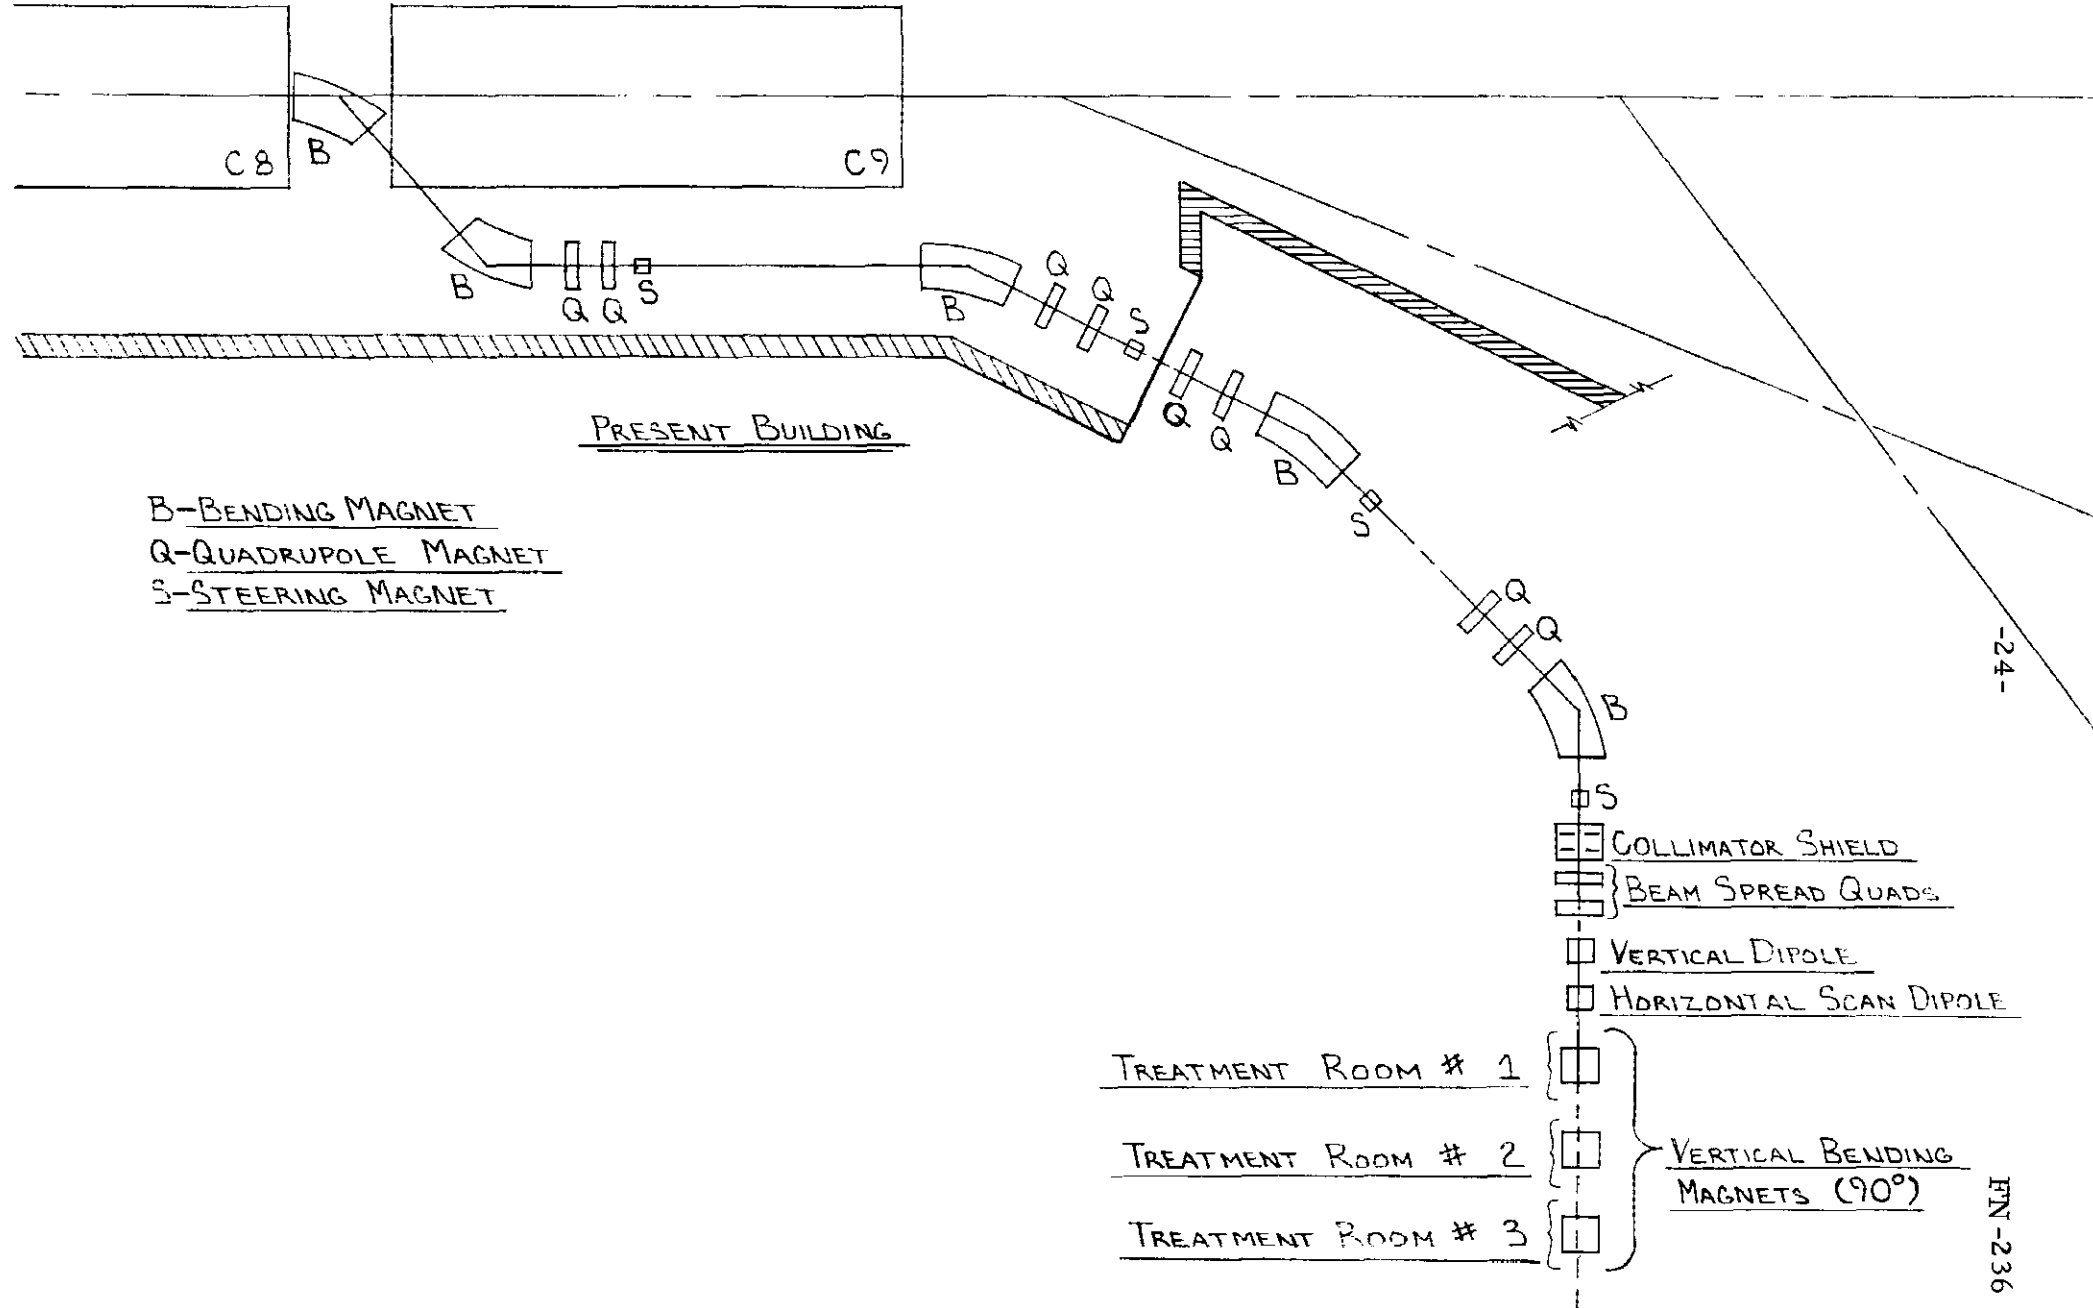 C8
B
C9
B
Q
Q
S
B
Q
Q
S
Q
Q
B
S
PRESENT BUILDING
B-BENDING MAGNET
Q-QUADRUPOLE MAGNET
S-STEERING MAGNET
Q
Q
B
-24-
S
COLLIMATOR SHIELD
BEAM SPREAD QUADS
VERTICAL DIPOLE
HORIZONTAL SCAN DIPOLE
TREATMENT ROOM # 1
TREATMENT ROOM # 2
TREATMENT ROOM # 3
VERTICAL BENDING
MAGNETS (90°)
FN-236